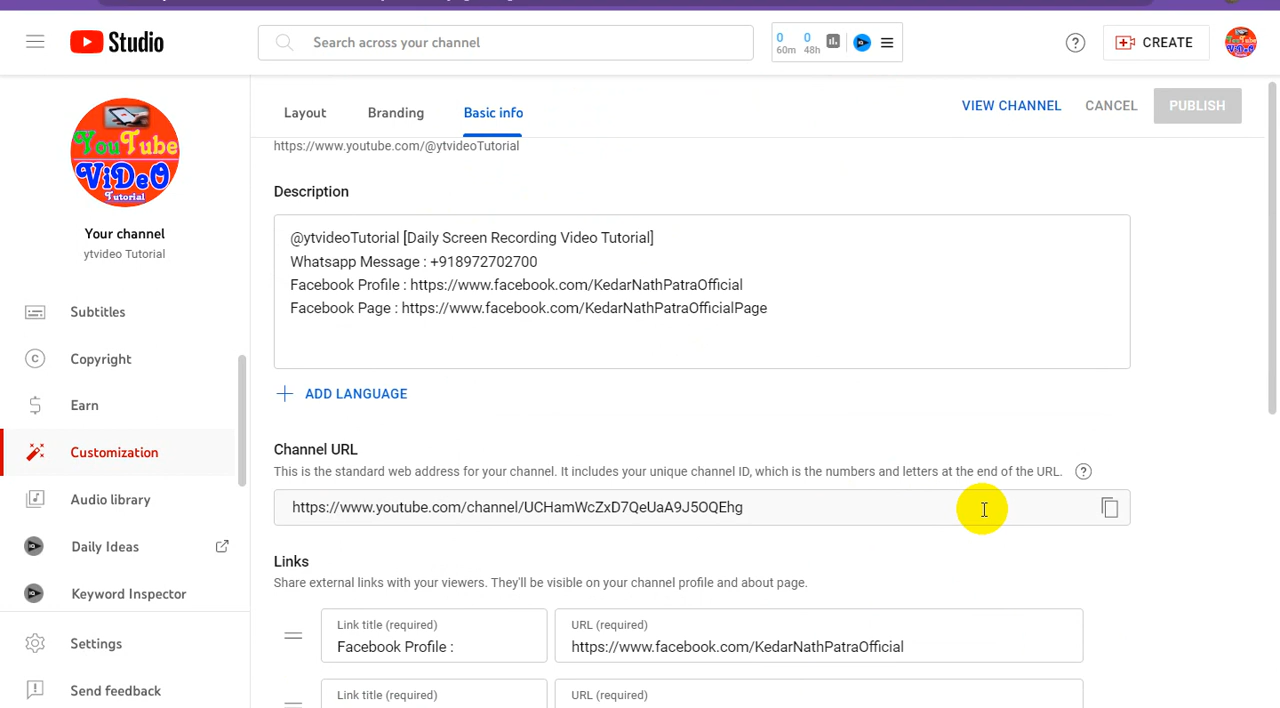 Studio
Search across your channel
0 0
60m 48h
CREATE
YouTube
ViDeO
Tutorial
Your channel
ytvideo Tutorial
Subtitles
Copyright
Earn
Customization
Audio library
Daily Ideas
Keyword Inspector
Settings
Send feedback
Layout Branding Basic info
VIEW CHANNEL CANCEL PUBLISH
https://www.youtube.com/@ytvideoTutorial
Description
@ytvideoTutorial [Daily Screen Recording Video Tutorial]
Whatsapp Message : +918972702700
Facebook Profile : https://www.facebook.com/KedarNathPatraOfficial
Facebook Page : https://www.facebook.com/KedarNathPatraOfficialPage
ADD LANGUAGE
Channel URL
This is the standard web address for your channel. It includes your unique channel ID, which is the numbers and letters at the end of the URL.
https://www.youtube.com/channel/UCHamWcZxD7QeUaA9J5OQEhg
Links
Share external links with your viewers. They'll be visible on your channel profile and about page.
Link title (required) URL (required)
Facebook Profile : https://www.facebook.com/KedarNathPatraOfficial
Link title (required) URL (required)